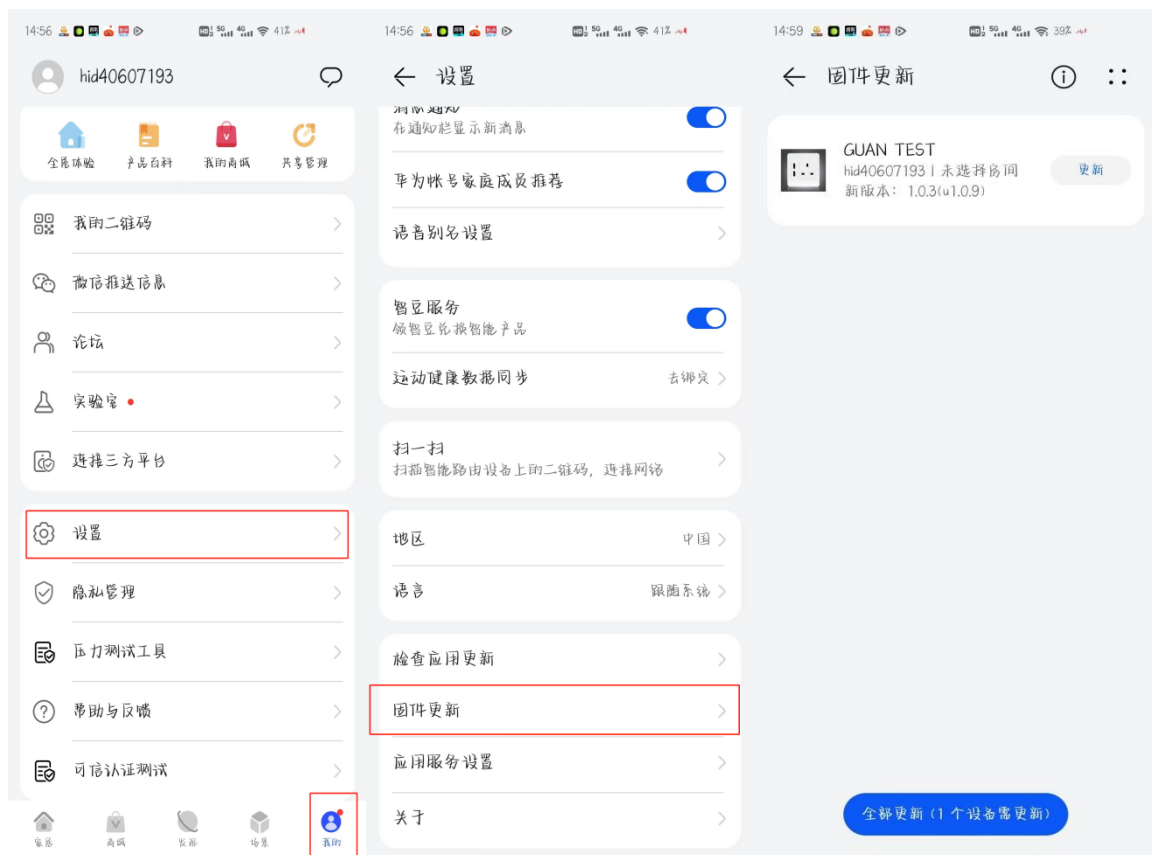 14:56
41%
hid40607193
全屋体验
产品百科
我的商城
共享管理
我的二维码
微信推送信息
论坛
实验室
连接三方平台
设置
隐私管理
压力测试工具
帮助与反馈
可信认证测试
家居
商城
发现
场景
我的
14:56
41%
设置
消息通知
在通知栏显示新消息
华为帐号家庭成员推荐
语音别名设置
智豆服务
领智豆兑换智能产品
运动健康数据同步
去绑定
扫一扫
扫描智能路由设备上的二维码，连接网络
地区
中国
语言
跟随系统
检查应用更新
固件更新
应用服务设置
关于
14:59
39%
固件更新
GUAN TEST
hid40607193 | 未选择房间
新版本： 1.0.3(u1.0.9)
更新
全部更新（1 个设备需更新）